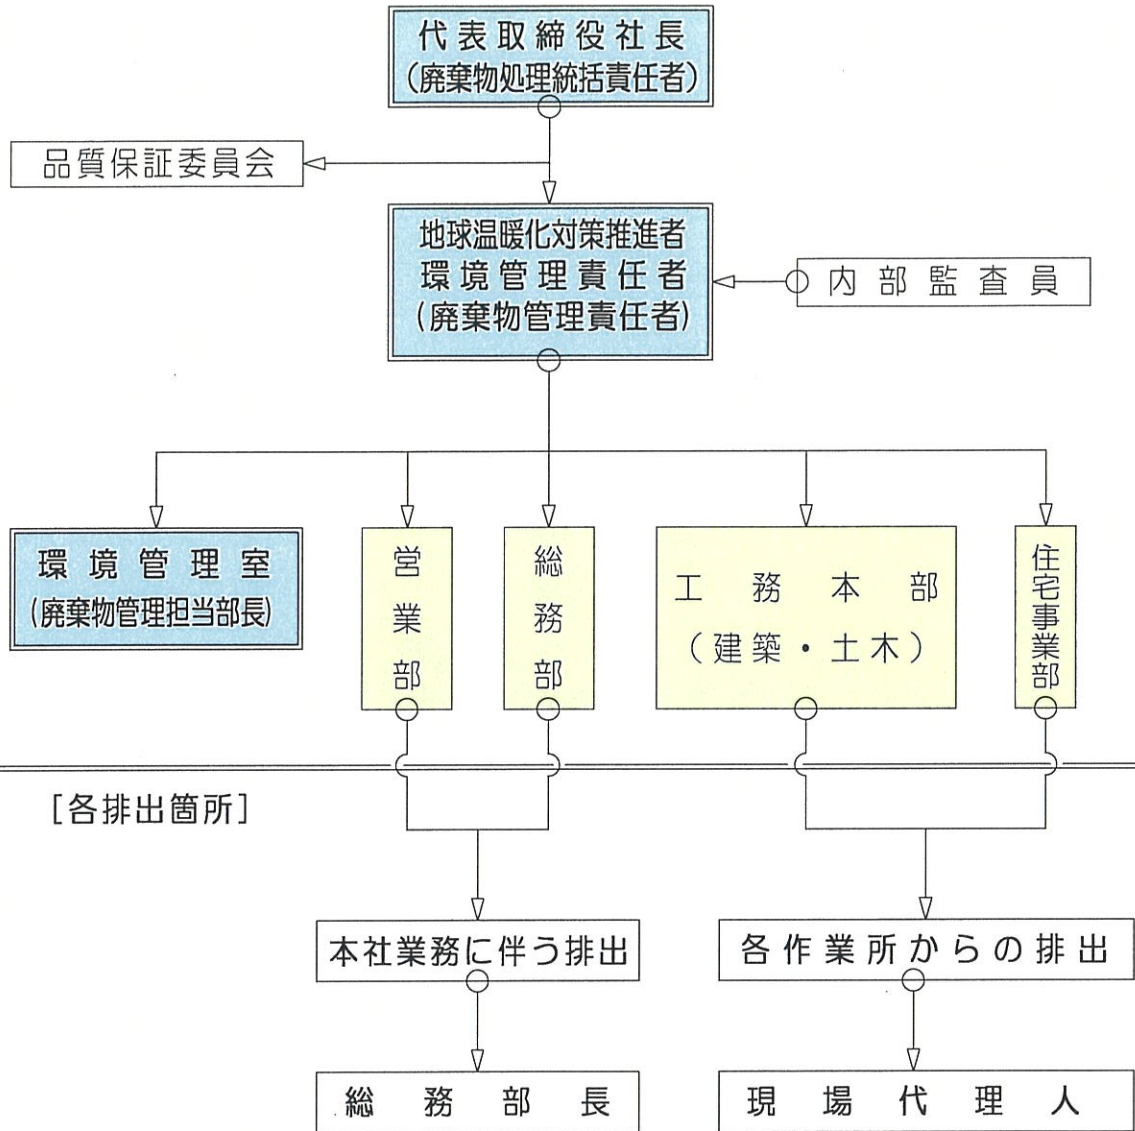 代表取締役社長
(廃棄物処理統括責任者)
品質保証委員会
地球温暖化対策推進者
環境管理責任者
(廃棄物管理責任者)
内部監査員
環境管理室
(廃棄物管理担当部長)
営業部
総務部
工務本部
(建築・土木)
住宅事業部
[各排出箇所]
本社業務に伴う排出
各作業所からの排出
総務部長
現場代理人